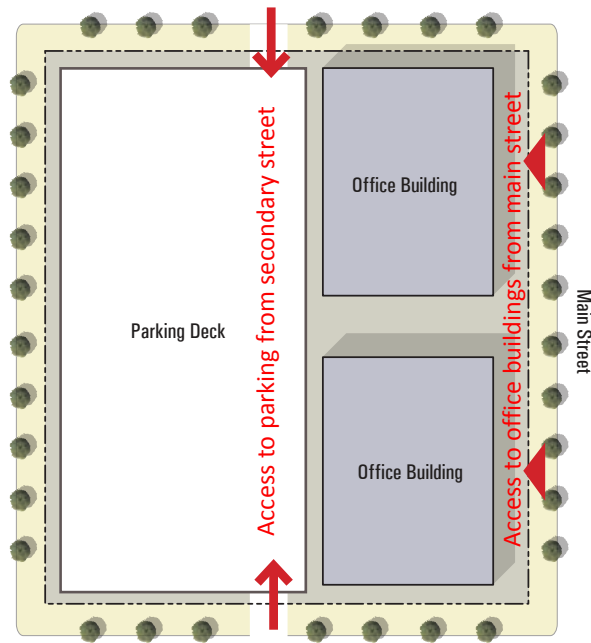 Office Building
Parking Deck
Access to parking from secondary street
Access to office buildings from main street
Main Street
Office Building